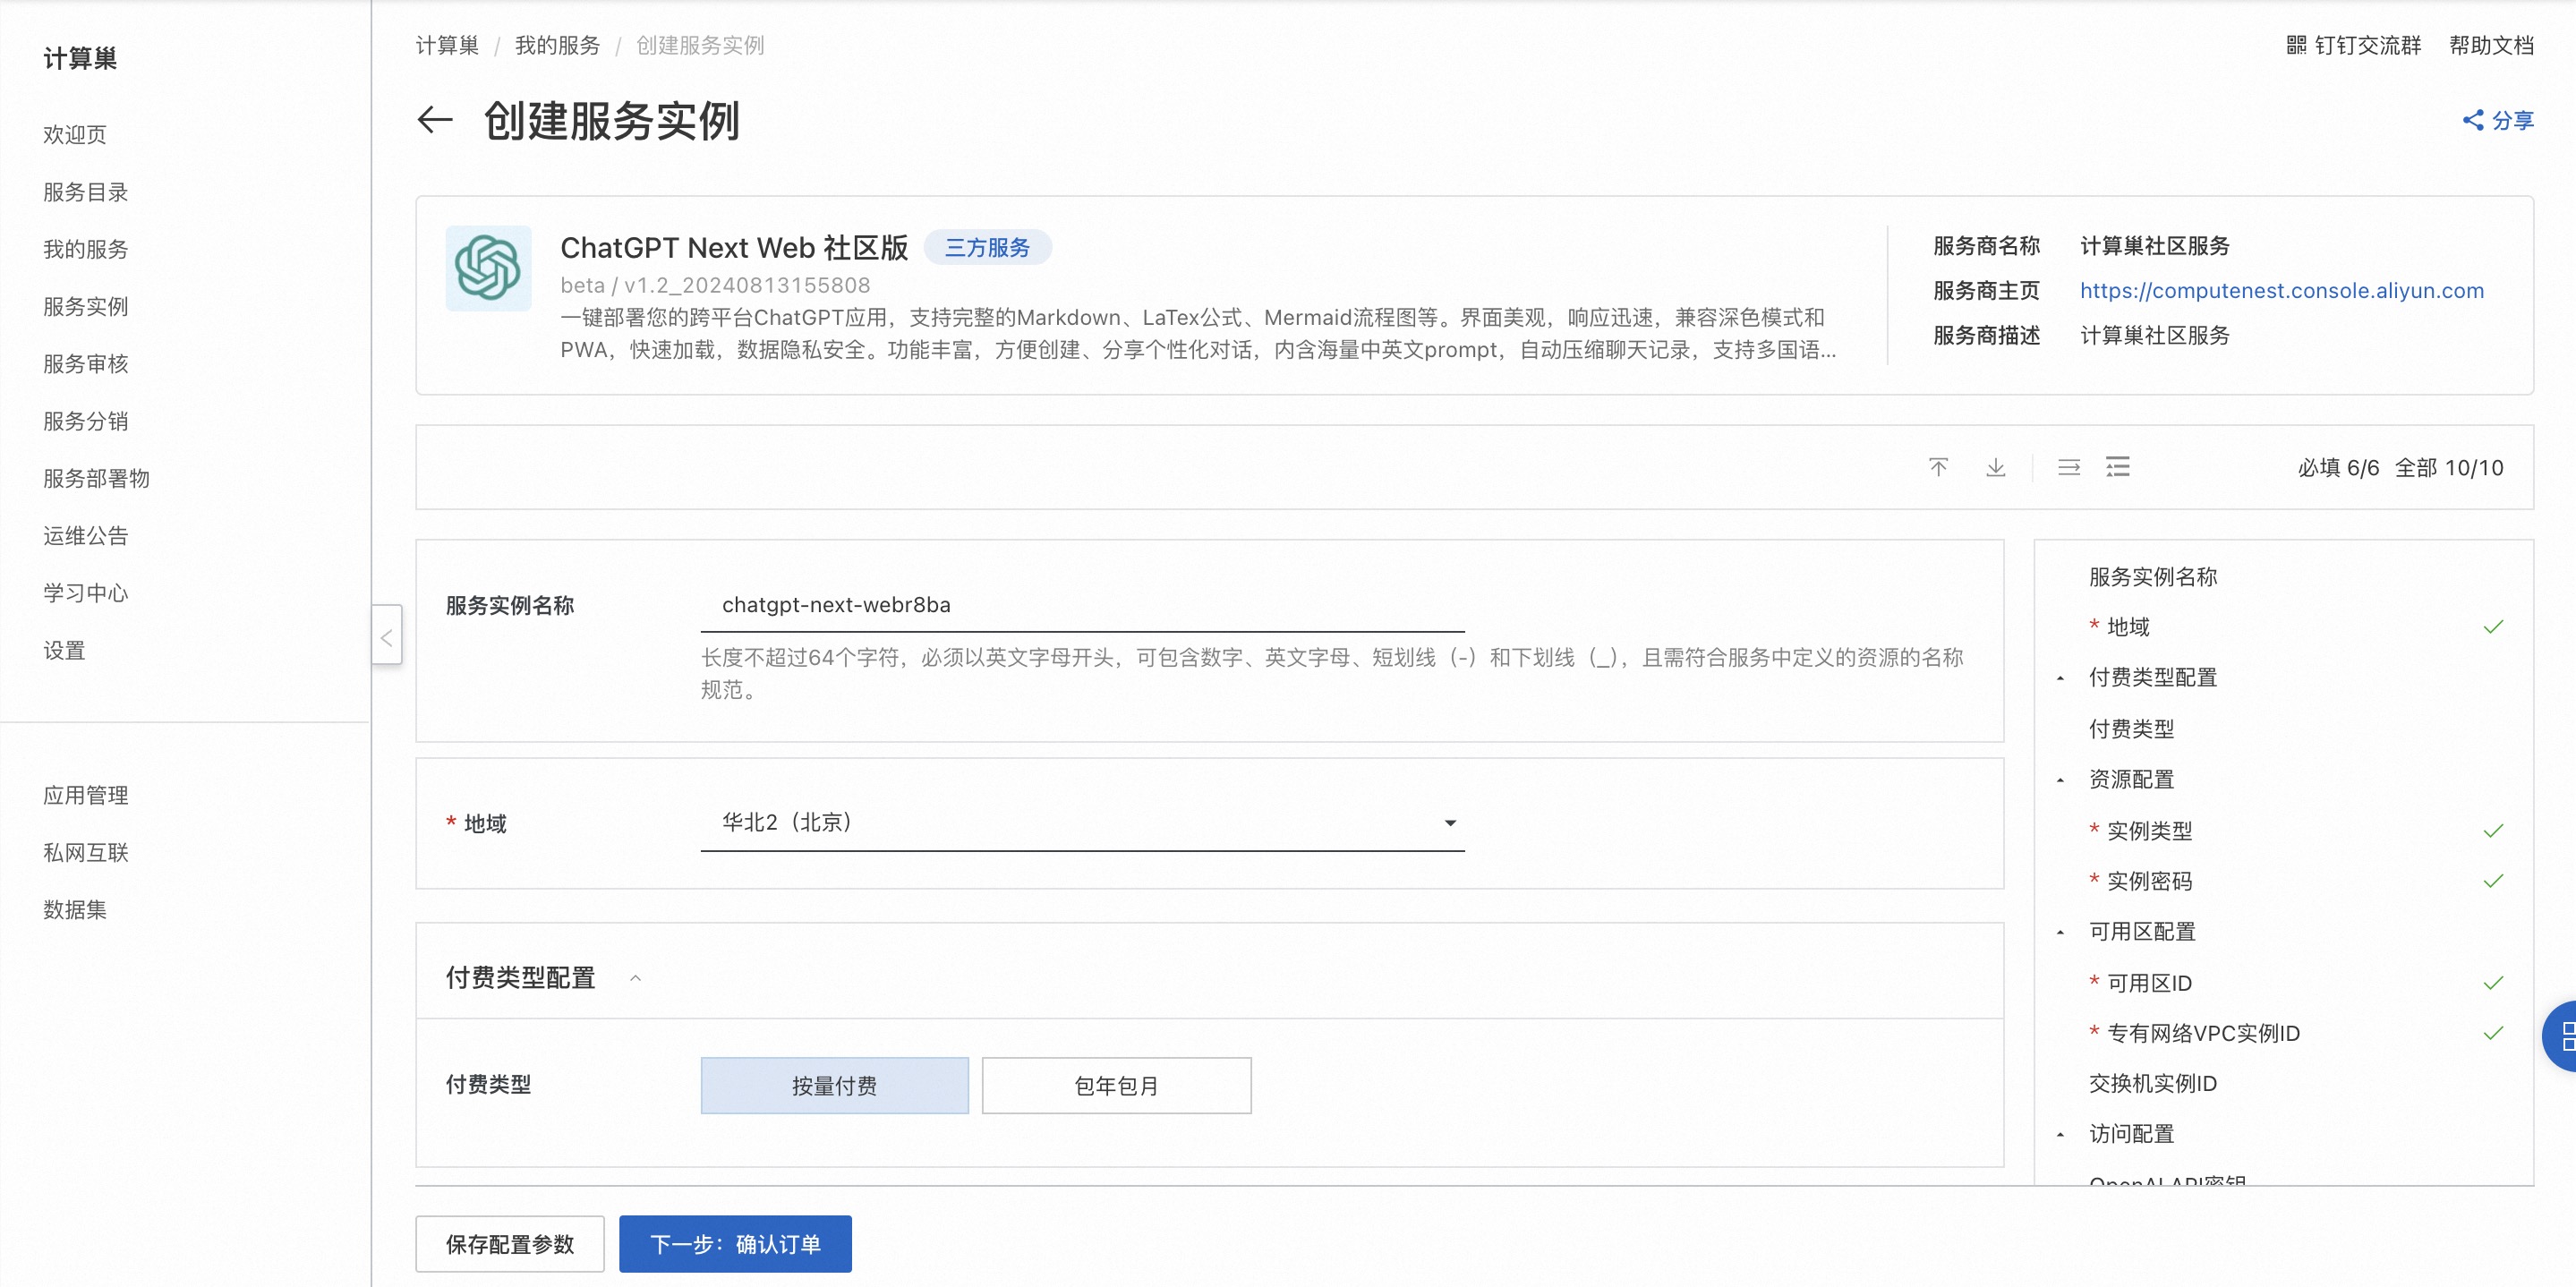 计算巢
欢迎页
服务目录
我的服务
服务实例
服务审核
服务分销
服务部署物
运维公告
学习中心
设置
应用管理
私网互联
数据集
计算巢 / 我的服务 / 创建服务实例
钉钉交流群 帮助文档
创建服务实例
分享
ChatGPT Next Web 社区版 三方服务
beta / v1.2_20240813155808
一键部署您的跨平台ChatGPT应用，支持完整的Markdown、LaTex公式、Mermaid流程图等。界面美观，响应迅速，兼容深色模式和
PWA，快速加载，数据隐私安全。功能丰富，方便创建、分享个性化对话，内含海量中英文prompt，自动压缩聊天记录，支持多国语...
服务商名称 计算巢社区服务
服务商主页 https://computenest.console.aliyun.com
服务商描述 计算巢社区服务
必填 6/6 全部 10/10
服务实例名称 chatgpt-next-webr8ba
长度不超过64个字符，必须以英文字母开头，可包含数字、英文字母、短划线（-）和下划线（_），且需符合服务中定义的资源的名称
规范。
* 地域 华北2（北京）
付费类型配置
付费类型 按量付费 包年包月
服务实例名称
* 地域
付费类型配置
付费类型
资源配置
* 实例类型
* 实例密码
可用区配置
* 可用区ID
* 专有网络VPC实例ID
交换机实例ID
访问配置
OpenAI API密钥
保存配置参数 下一步：确认订单